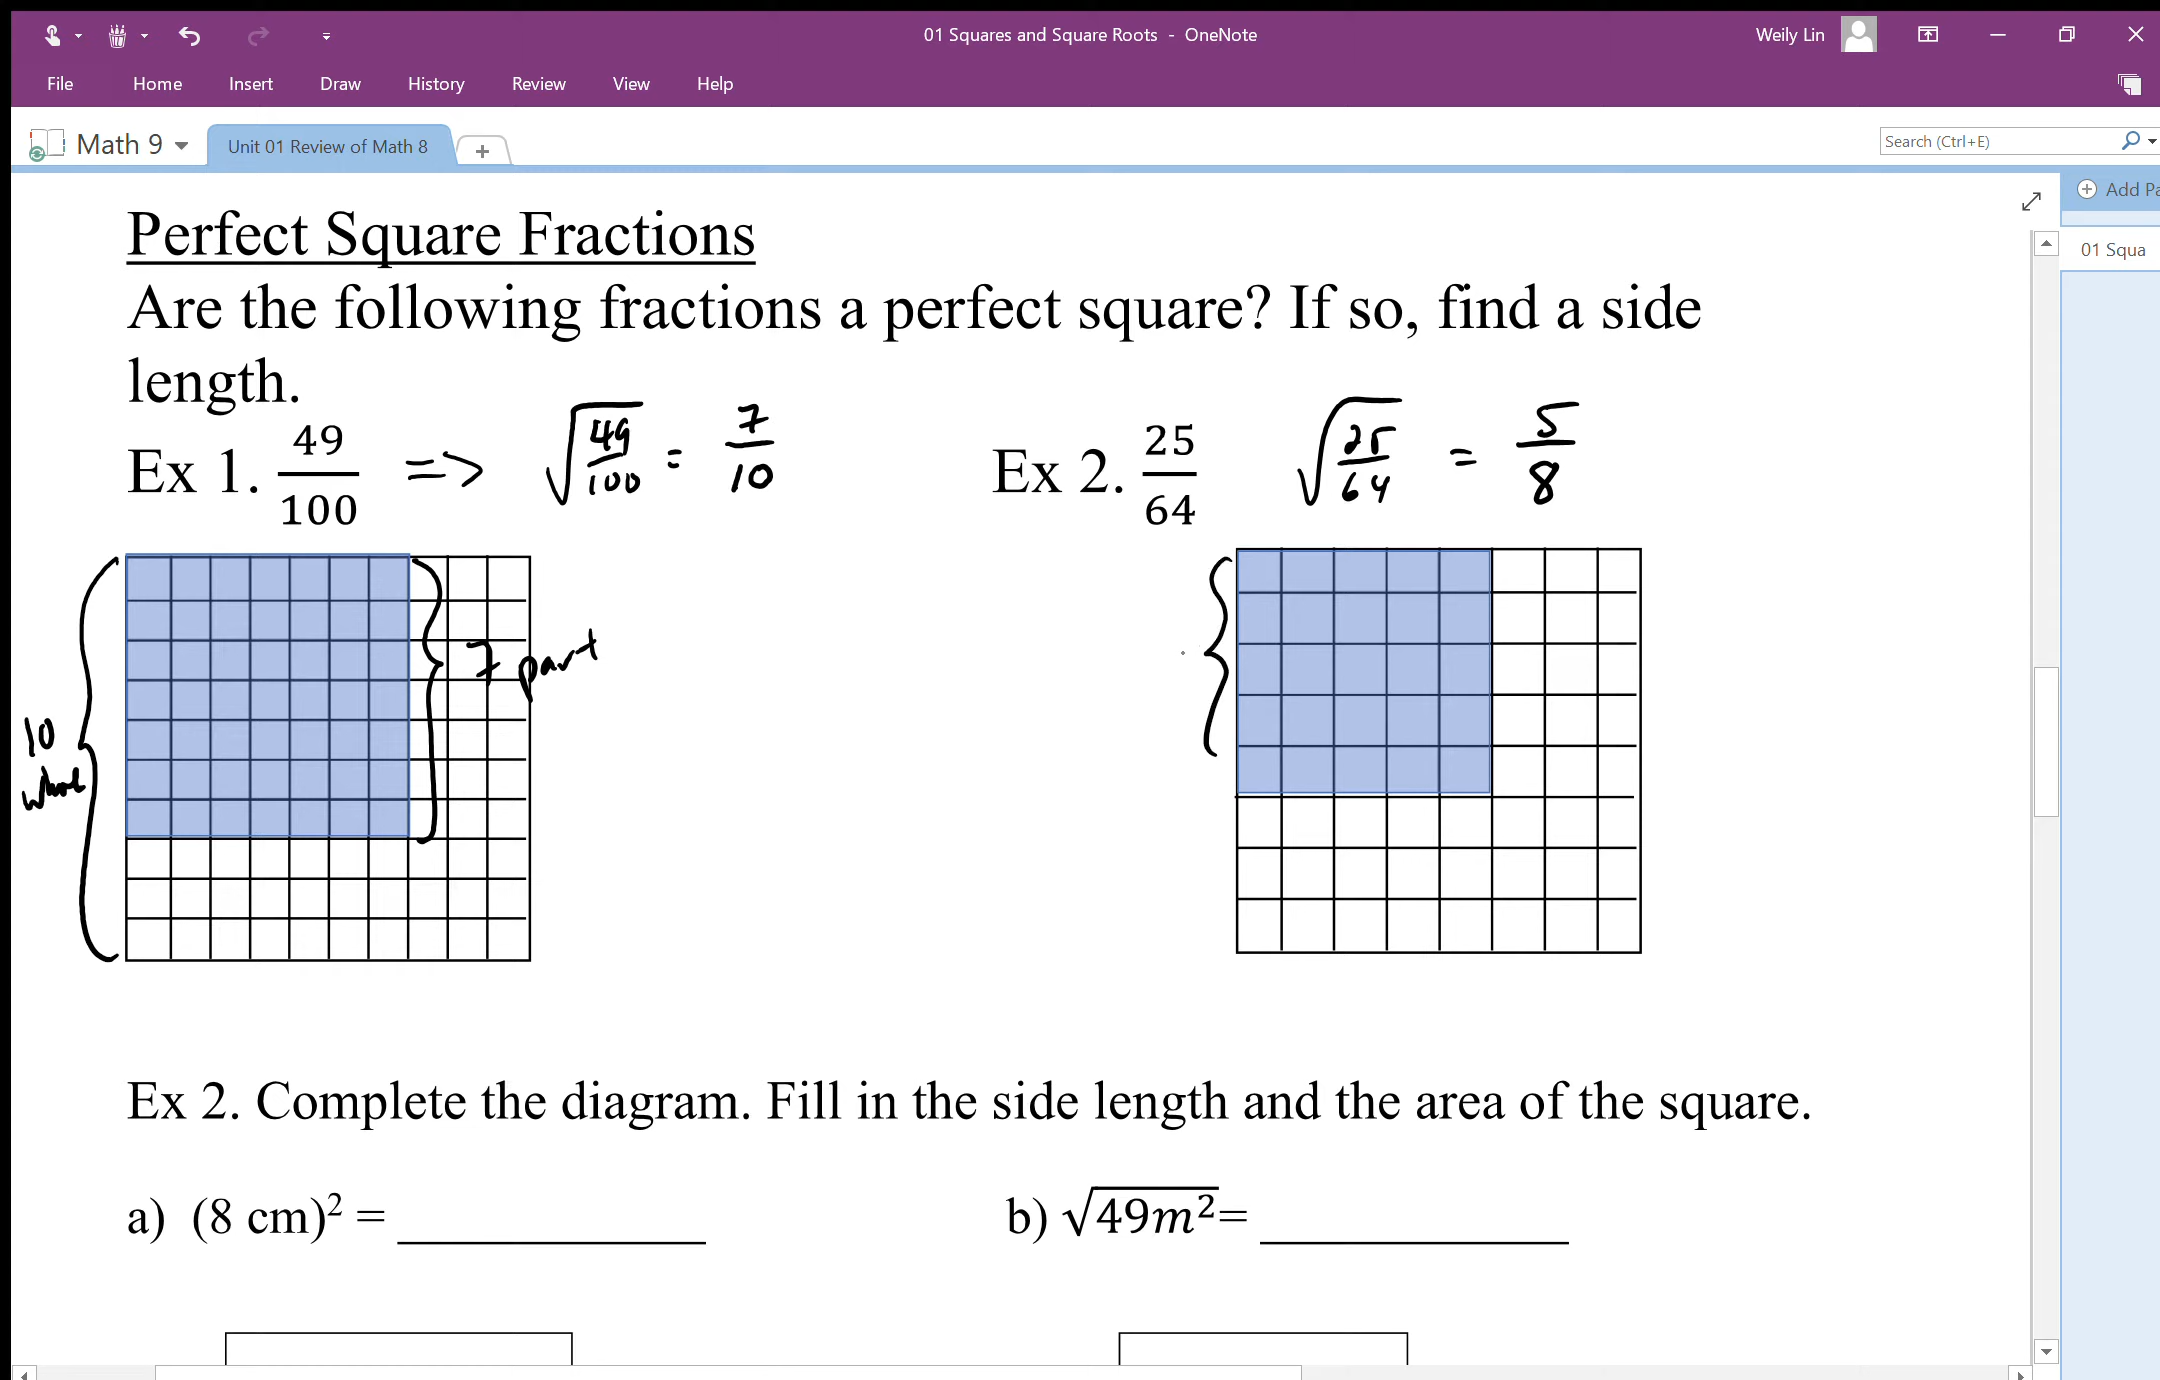 01 Squares and Square Roots - OneNote
Weily Lin
File Home Insert Draw History Review View Help
Math 9
Unit 01 Review of Math 8
+
Search (Ctrl+E)
Add Pa
01 Squa
Perfect Square Fractions
Are the following fractions a perfect square? If so, find a side
length.
Ex 1. 49/100 => √(49/100) = 7/10
Ex 2. 25/64 √(25/64) = 5/8
7 part
10
whole
Ex 2. Complete the diagram. Fill in the side length and the area of the square.
a) (8 cm)² = ____________
b) √49m²= ____________